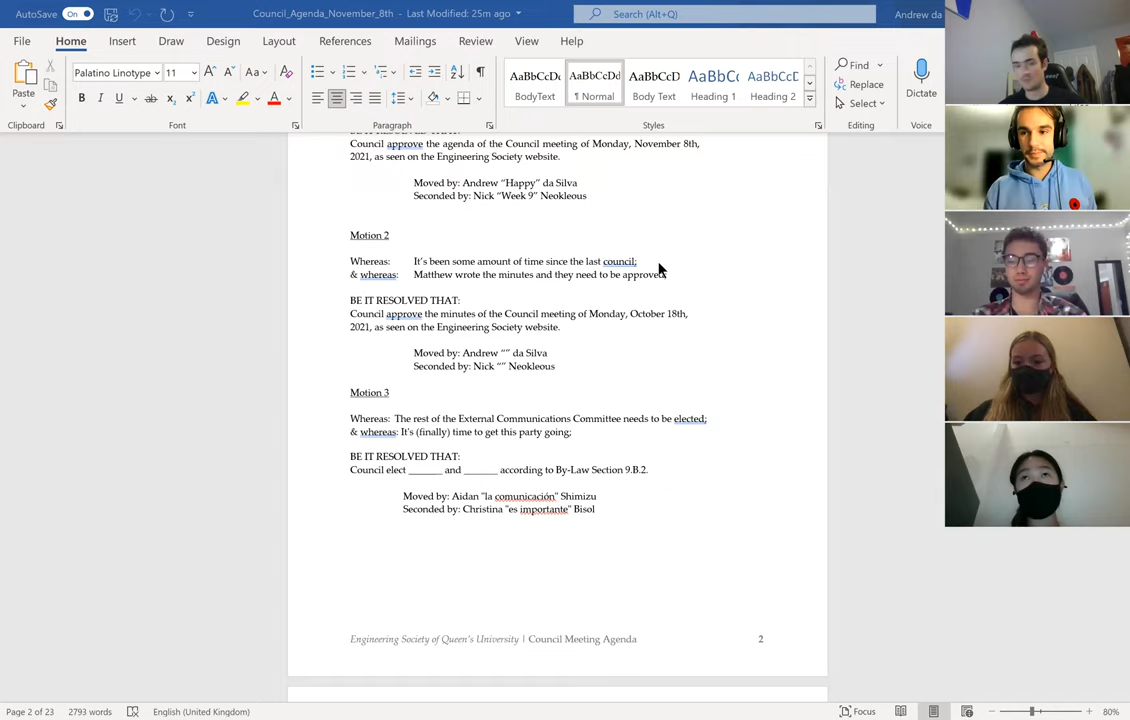 AutoSave On Council_Agenda_November_8th - Last Modified: 25m ago Search (Alt+Q) Andrew da
File Home Insert Draw Design Layout References Mailings Review View Help
Paste
Palatino Linotype 11
AaBbCcDc AaBbCcDd AaBbCcD AaBbCc AaBbCcC
BodyText ¶ Normal Body Text Heading 1 Heading 2
Find
Replace
Select
Dictate
Clipboard Font Paragraph Styles Editing Voice
Council approve the agenda of the Council meeting of Monday, November 8th,
2021, as seen on the Engineering Society website.
Moved by: Andrew “Happy” da Silva
Seconded by: Nick “Week 9” Neokleous
Motion 2
Whereas: It’s been some amount of time since the last council;
& whereas: Matthew wrote the minutes and they need to be approved;
BE IT RESOLVED THAT:
Council approve the minutes of the Council meeting of Monday, October 18th,
2021, as seen on the Engineering Society website.
Moved by: Andrew “” da Silva
Seconded by: Nick “” Neokleous
Motion 3
Whereas: The rest of the External Communications Committee needs to be elected;
& whereas: It's (finally) time to get this party going;
BE IT RESOLVED THAT:
Council elect _______ and _______ according to By-Law Section 9.B.2.
Moved by: Aidan "la comunicación" Shimizu
Seconded by: Christina "es importante" Bisol
Engineering Society of Queen’s University | Council Meeting Agenda 2
Page 2 of 23 2793 words English (United Kingdom) Focus 80%